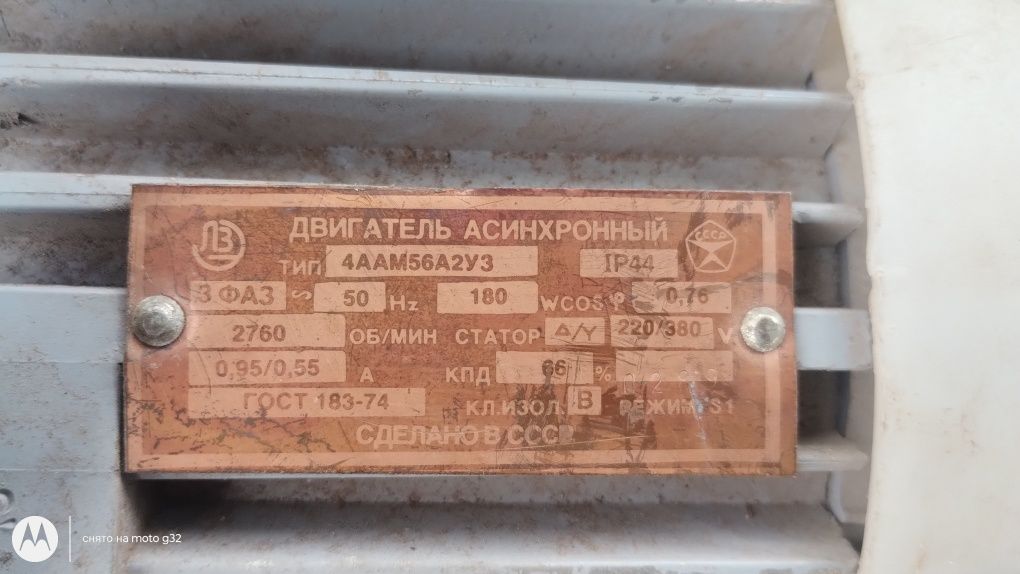 ЛЗ ДВИГАТЕЛЬ АСИНХРОННЫЙ СССР
ТИП 4ААМ56А2У3 IP44
3 ФАЗ S 50 Hz 180 WCOSφ 0,76
2760 ОБ/МИН СТАТОР Δ/Y 220/380 V
0,95/0,55 А КПД 66 %
ГОСТ 183-74 КЛ.ИЗОЛ. В РЕЖИМ S1
СДЕЛАНО В СССР
снято на moto g32